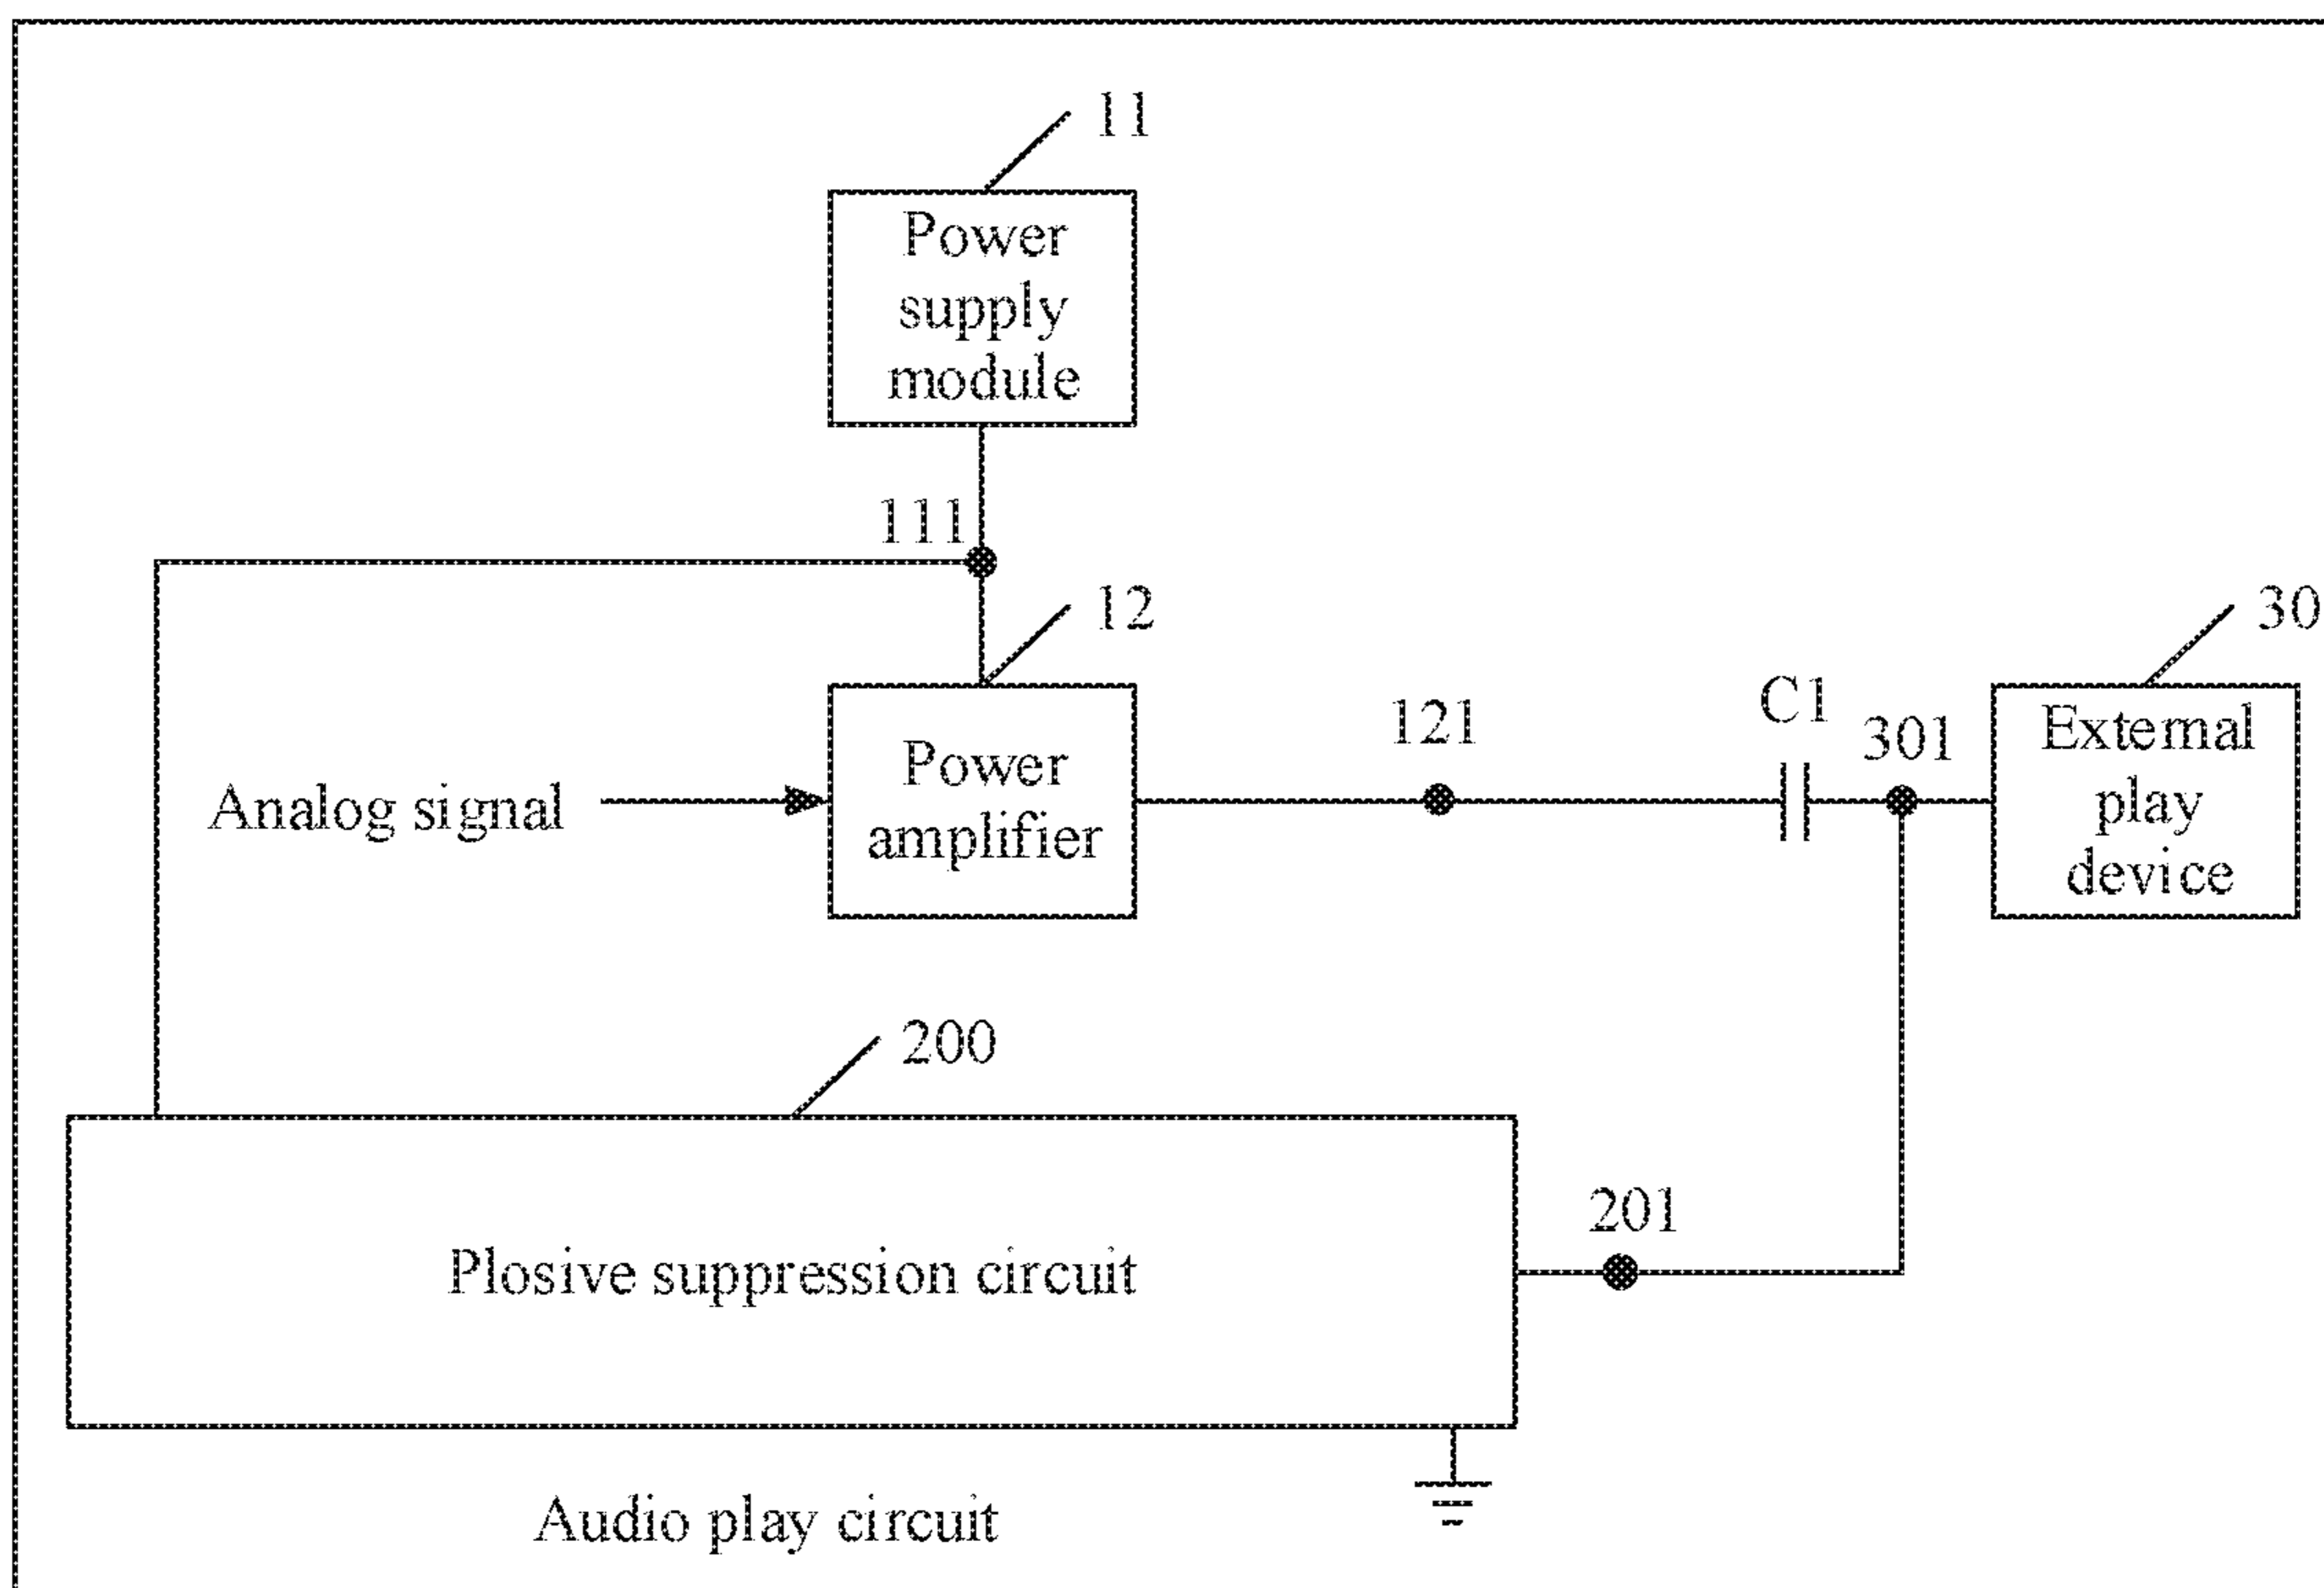 11
Power
supply
module
111
12
30
C1
121
301
External
play
device
Power
amplifier
Analog signal
200
201
Plosive suppression circuit
Audio play circuit